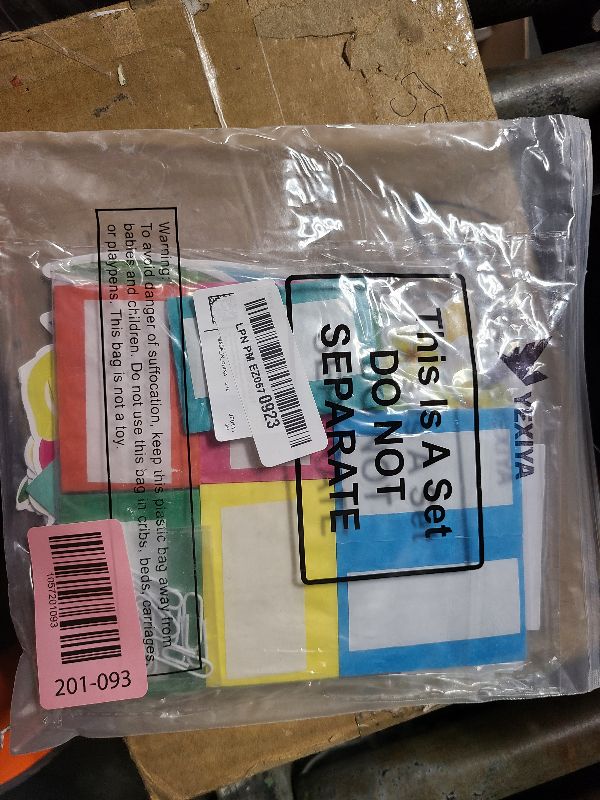 YEXIYA
This Is A Set
DO NOT
SEPARATE
Warning:
To avoid danger of suffocation, keep this plastic bag away from
babies and children. Do not use this bag in cribs, beds, carriages,
or playpens. This bag is not a toy.
LPN PM EZ067 0923
1057201093
201-093